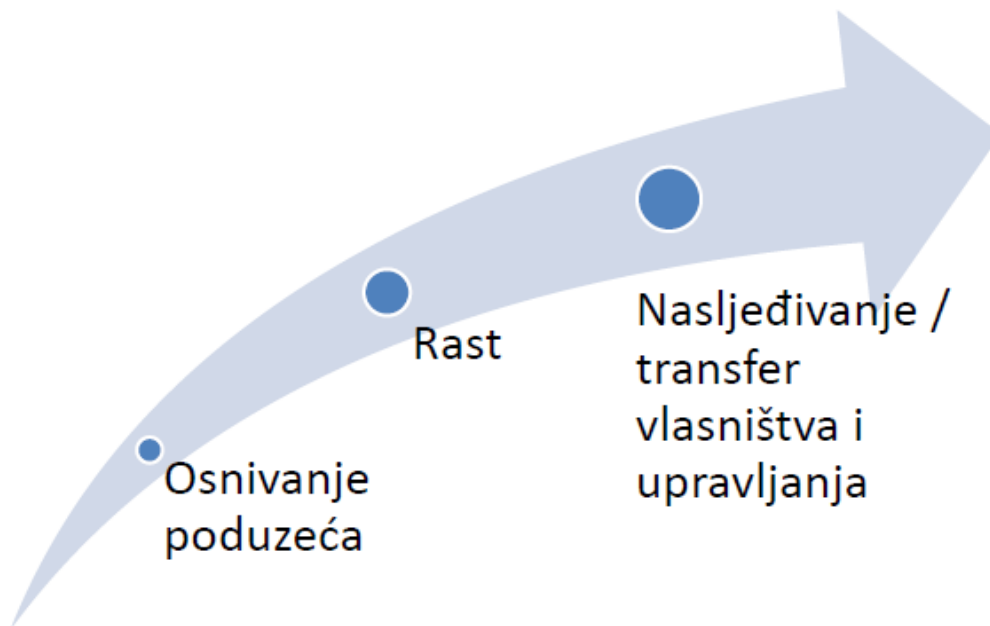 Osnivanje
poduzeća
Rast
Nasljeđivanje /
transfer
vlasništva i
upravljanja